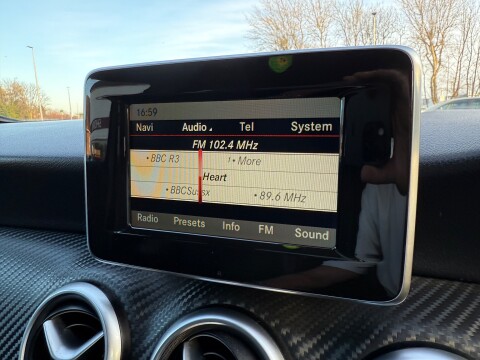 16:59
Navi Audio Tel System
FM 102.4 MHz
• BBC R3 • More
Heart
• BBCSussx • 89.6 MHz
Radio Presets Info FM Sound